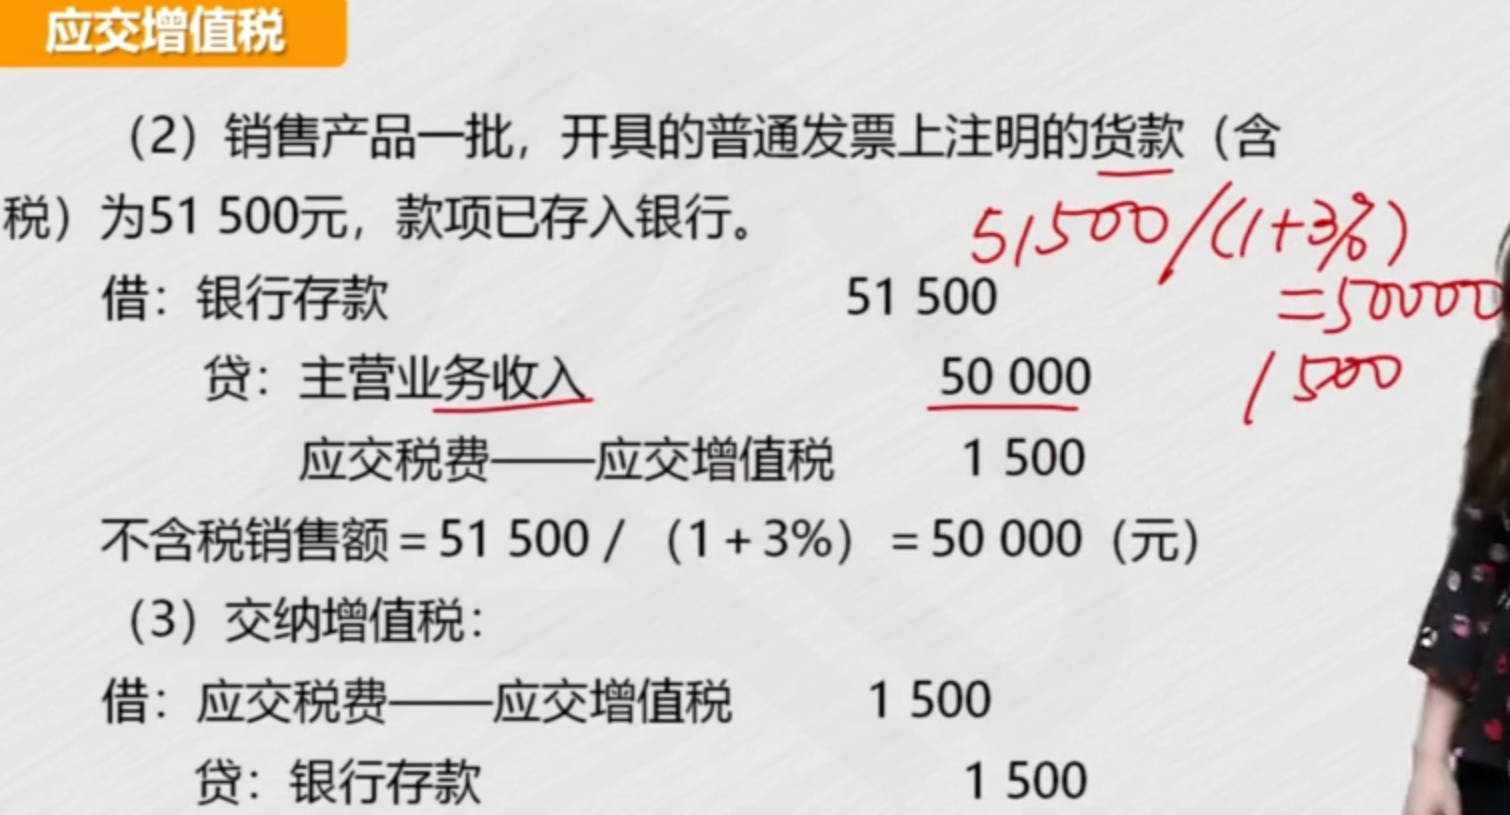 应交增值税
（2）销售产品一批，开具的普通发票上注明的货款（含
税）为51 500元，款项已存入银行。
51500/(1+3%)
借：银行存款 51 500
=50000
贷：主营业务收入 50 000
1500
应交税费——应交增值税 1 500
不含税销售额＝51 500 / （1＋3%）＝50 000（元）
（3）交纳增值税：
借：应交税费——应交增值税 1 500
贷：银行存款 1 500